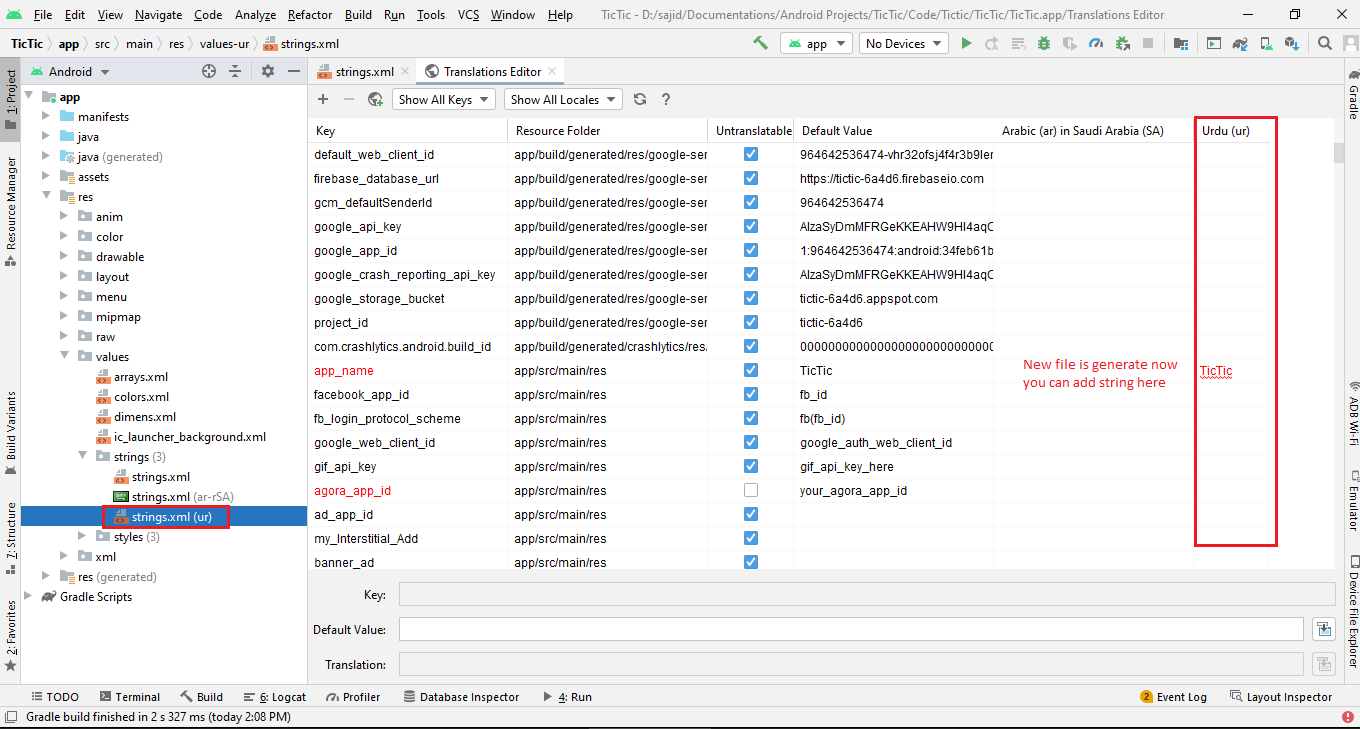 File Edit View Navigate Code Analyze Refactor Build Run Tools VCS Window Help TicTic - D:/sajid/Documentations/Android Projects/TicTic/Code/Tictic/TicTic/TicTic.app/Translations Editor
TicTic app src main res values-ur strings.xml app No Devices
1: Project
Resource Manager
Build Variants
7: Structure
2: Favorites
Android
app
manifests
java
java (generated)
assets
res
anim
color
drawable
layout
menu
mipmap
raw
values
arrays.xml
colors.xml
dimens.xml
ic_launcher_background.xml
strings (3)
strings.xml
strings.xml (ar-rSA)
strings.xml (ur)
styles (3)
xml
res (generated)
Gradle Scripts
strings.xml Translations Editor
Show All Keys Show All Locales ?
Key Resource Folder Untranslatable Default Value Arabic (ar) in Saudi Arabia (SA) Urdu (ur)
default_web_client_id app/build/generated/res/google-ser
firebase_database_url app/build/generated/res/google-ser https://tictic-6a4d6.firebaseio.com
gcm_defaultSenderId app/build/generated/res/google-ser 964642536474
google_api_key app/build/generated/res/google-ser
google_app_id app/build/generated/res/google-ser 1:964642536474:android:34feb61b
google_crash_reporting_api_key app/build/generated/res/google-ser
google_storage_bucket app/build/generated/res/google-ser tictic-6a4d6.appspot.com
project_id app/build/generated/res/google-ser tictic-6a4d6
com.crashlytics.android.build_id app/build/generated/crashlytics/res/
app_name app/src/main/res TicTic TicTic
New file is generate now
you can add string here
facebook_app_id app/src/main/res fb_id
fb_login_protocol_scheme app/src/main/res fb(fb_id)
google_web_client_id app/src/main/res google_auth_web_client_id
gif_api_key app/src/main/res gif_api_key_here
agora_app_id app/src/main/res your_agora_app_id
ad_app_id app/src/main/res
my_Interstitial_Add app/src/main/res
banner_ad app/src/main/res
Key:
Default Value:
Translation:
Gradle
ADB Wi-Fi
Emulator
Device File Explorer
TODO Terminal Build 6: Logcat Profiler Database Inspector 4: Run 2 Event Log Layout Inspector
Gradle build finished in 2 s 327 ms (today 2:08 PM)